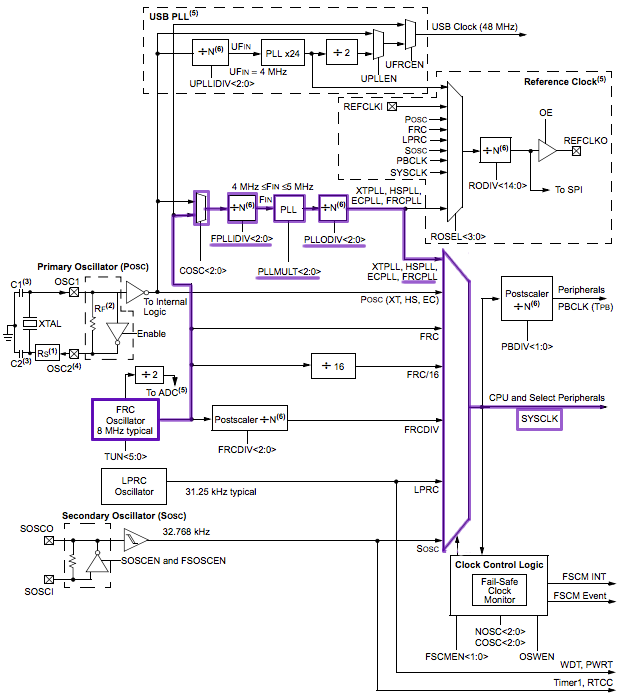 USB PLL(5)
USB Clock (48 MHz)
÷N(6)
UFIN
PLL x24
÷ 2
UFIN = 4 MHz
UFRCEN
UPLLEN
UPLLIDIV<2:0>
Reference Clock(5)
REFCLKI
OE
POSC
FRC
LPRC
SOSC
PBCLK
SYSCLK
÷N(6)
REFCLKO
RODIV<14:0>
To SPI
ROSEL<3:0>
4 MHz ≤FIN ≤5 MHz
÷N(6)
FIN
PLL
÷N(6)
XTPLL, HSPLL,
ECPLL, FRCPLL
FPLLIDIV<2:0>
PLLODIV<2:0>
COSC<2:0>
PLLMULT<2:0>
XTPLL, HSPLL,
ECPLL, FRCPLL
Primary Oscillator (POSC)
C1(3)
OSC1
XTAL
RF(2)
To Internal
Logic
Enable
RS(1)
C2(3)
OSC2(4)
POSC (XT, HS, EC)
Postscaler
÷N(6)
Peripherals
PBCLK (TPB)
PBDIV<1:0>
FRC
÷ 16
FRC/16
÷ 2
To ADC(5)
FRC
Oscillator
8 MHz typical
TUN<5:0>
Postscaler ÷N(6)
FRCDIV<2:0>
FRCDIV
CPU and Select Peripherals
SYSCLK
LPRC
Oscillator
31.25 kHz typical
LPRC
Secondary Oscillator (SOSC)
SOSCO
32.768 kHz
SOSCEN and FSOSCEN
SOSCI
SOSC
Clock Control Logic
Fail-Safe
Clock
Monitor
FSCM INT
FSCM Event
NOSC<2:0>
COSC<2:0>
FSCMEN<1:0>
OSWEN
WDT, PWRT
Timer1, RTCC